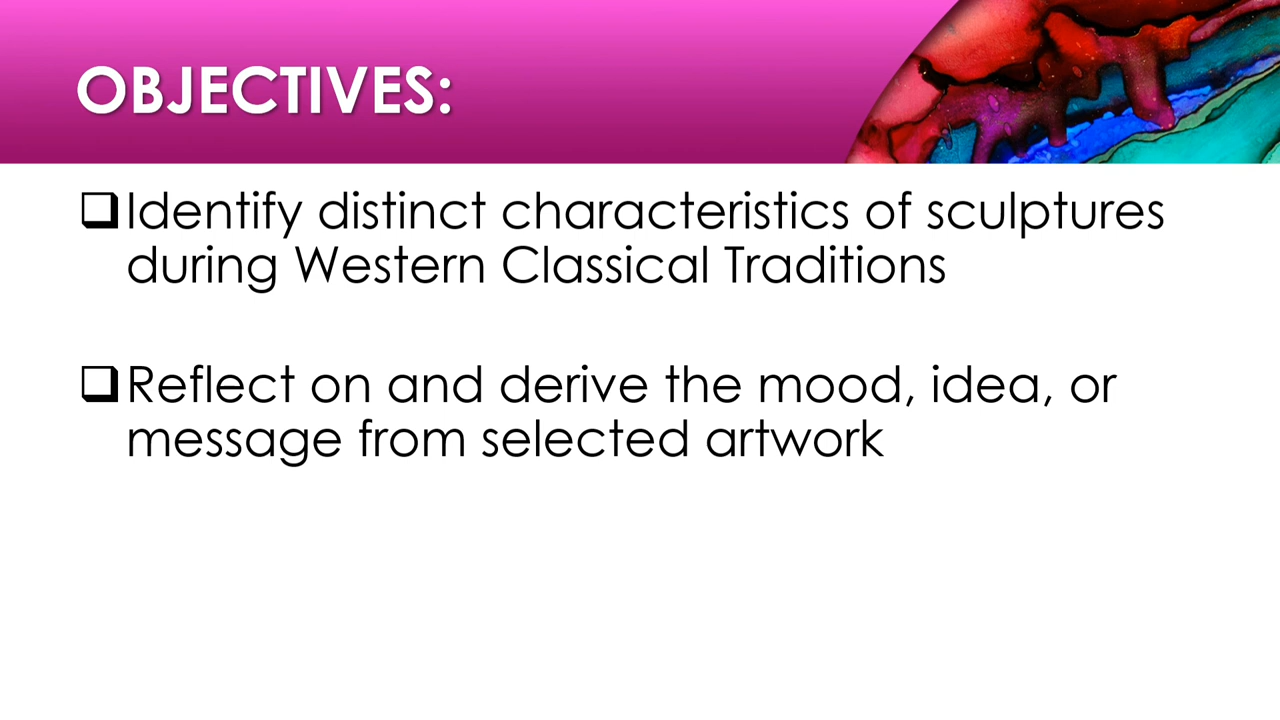 OBJECTIVES:
❑Identify distinct characteristics of sculptures
during Western Classical Traditions
❑Reflect on and derive the mood, idea, or
message from selected artwork